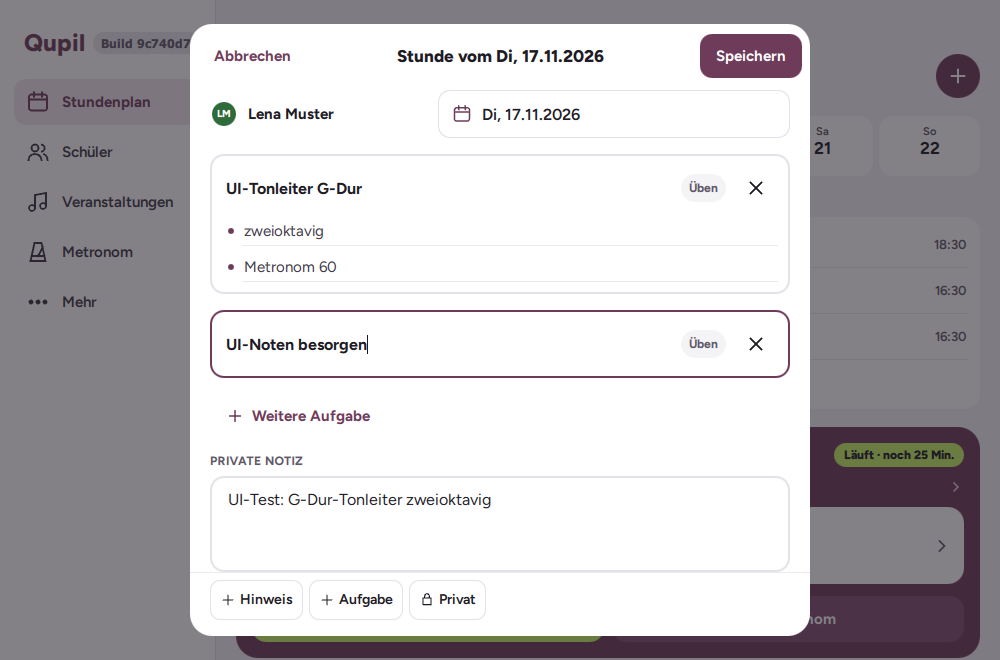 Qupil
Build 9c740d7
Stundenplan
Schüler
Veranstaltungen
Metronom
Mehr
Abbrechen
Stunde vom Di, 17.11.2026
Speichern
LM
Lena Muster
Di, 17.11.2026
UI-Tonleiter G-Dur
Üben
zweioktavig
Metronom 60
UI-Noten besorgen
Üben
Weitere Aufgabe
PRIVATE NOTIZ
UI-Test: G-Dur-Tonleiter zweioktavig
Hinweis
Aufgabe
Privat
Sa
21
So
22
18:30
16:30
16:30
Läuft · noch 25 Min.